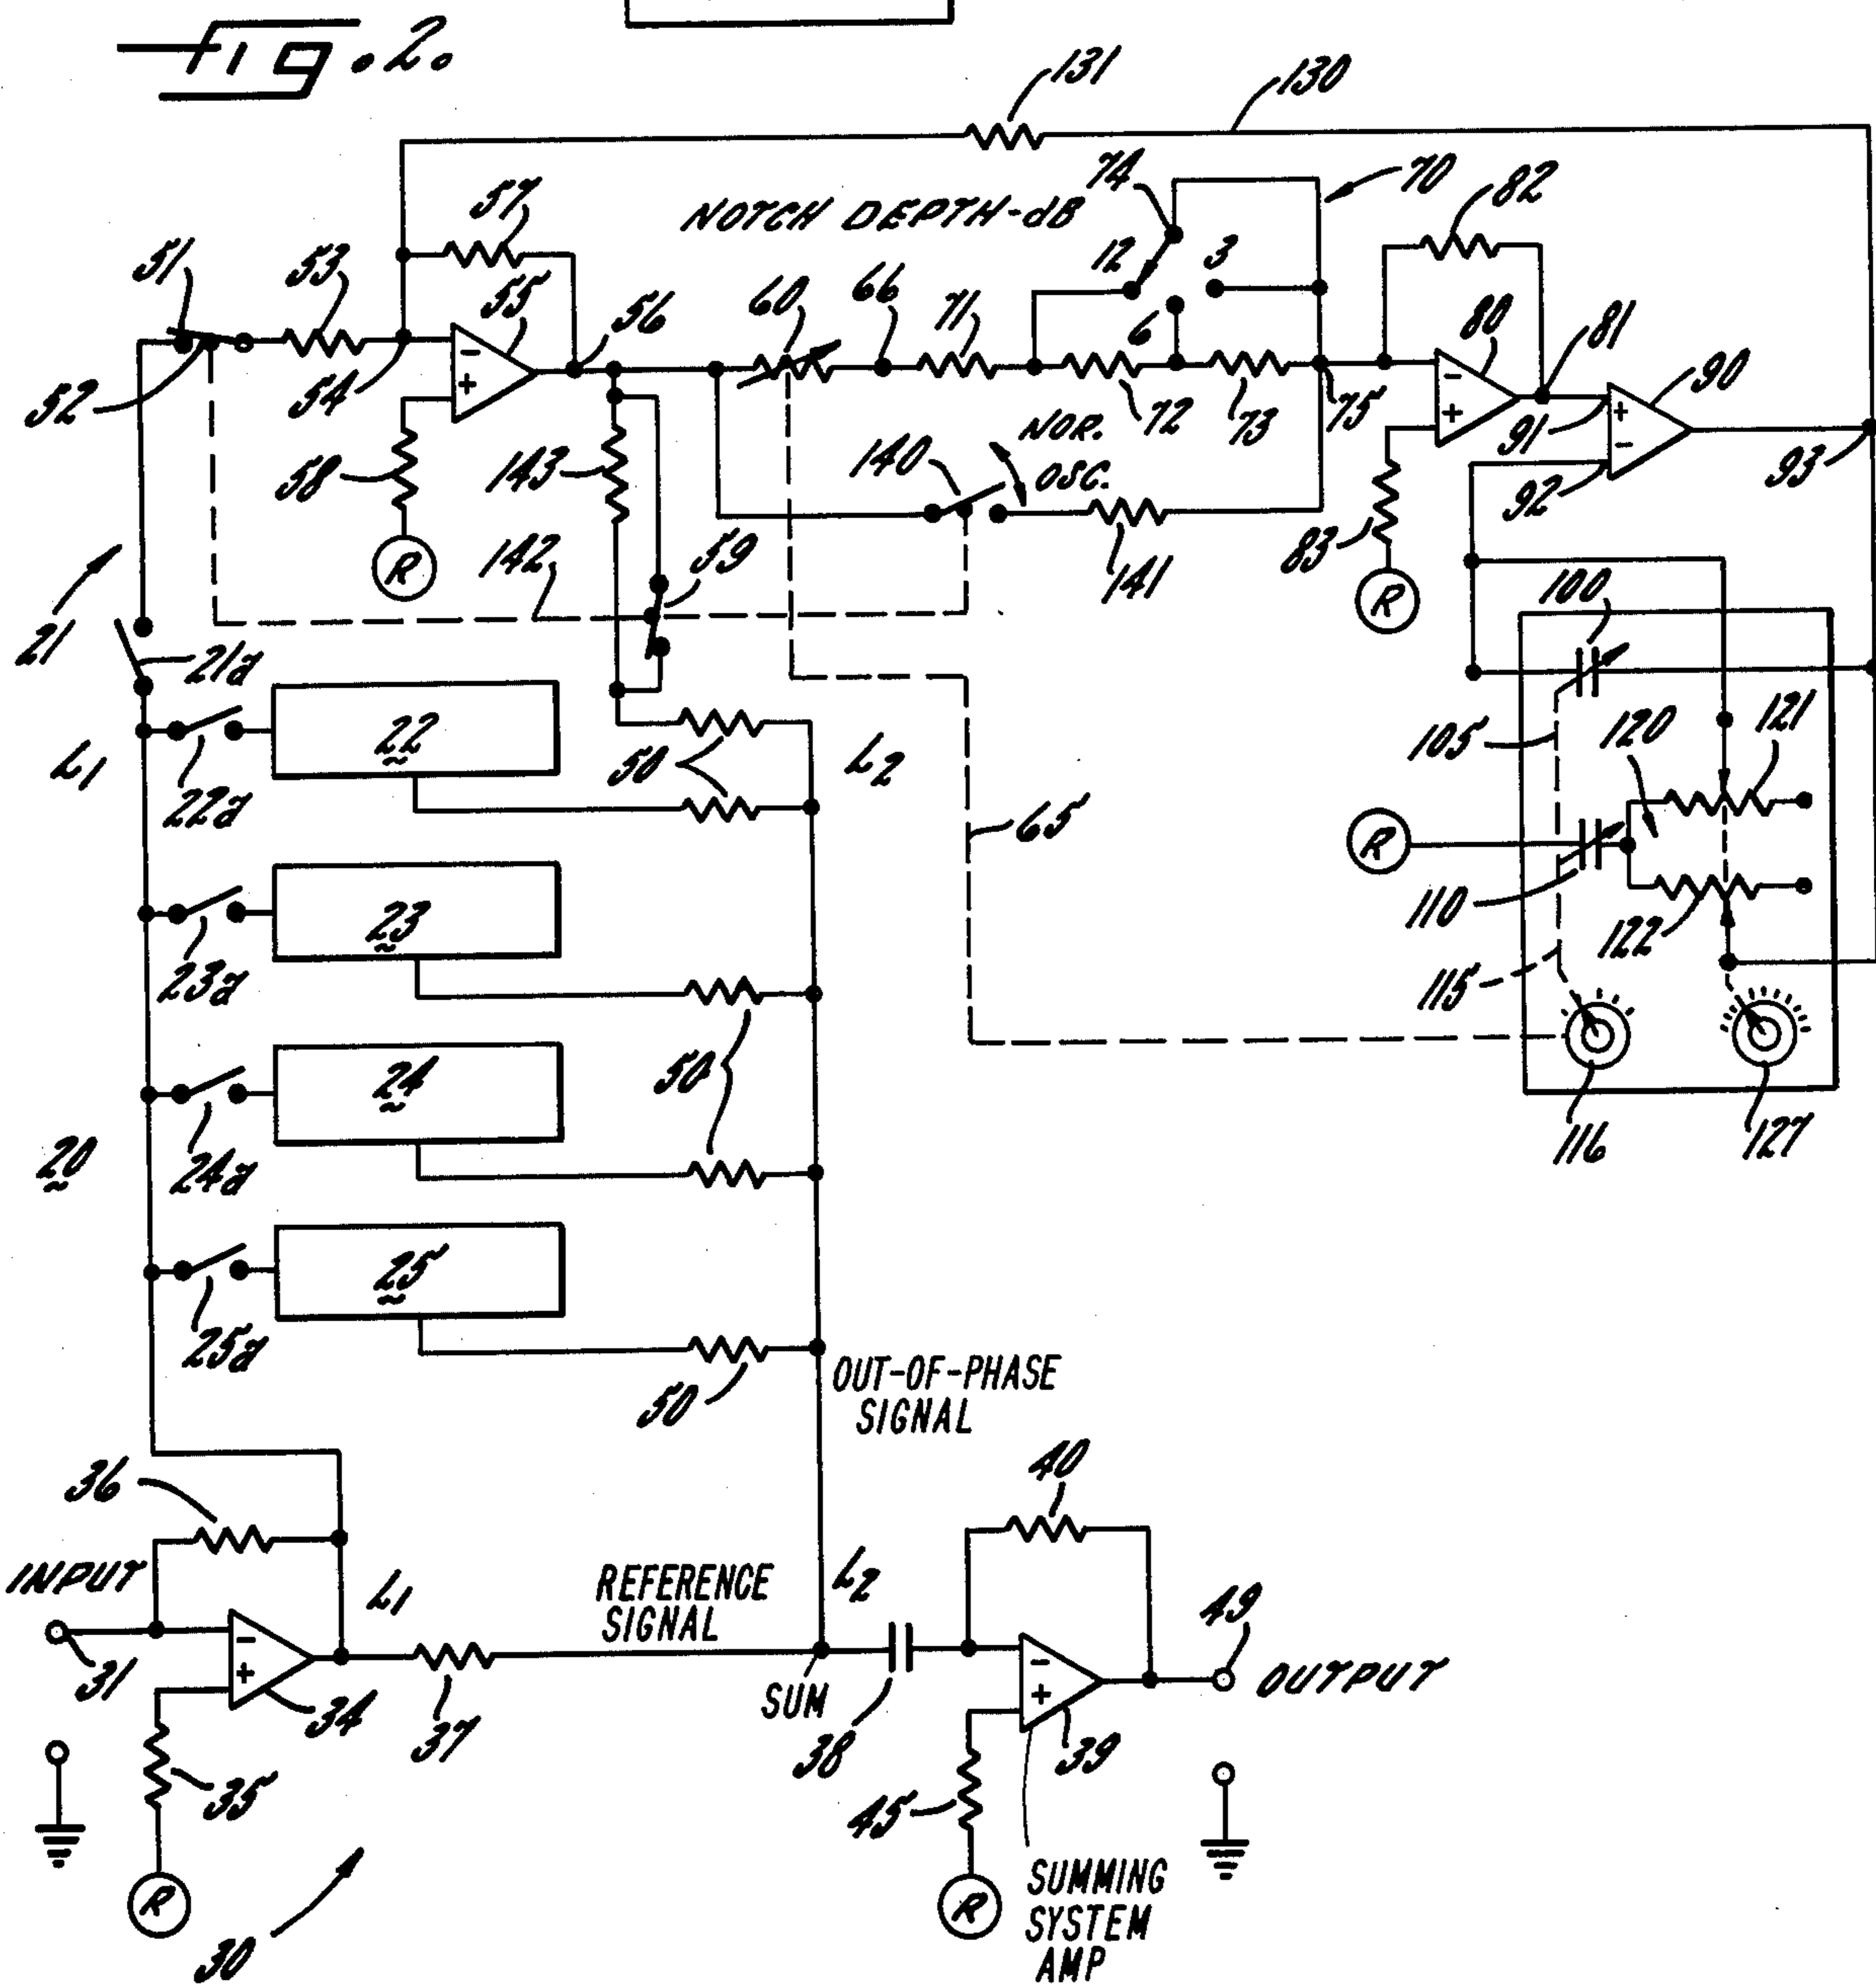 Fig. 2.
131
130
74
70
82
57
NOTCH DEPTH-dB
12
3
51
53
55
56
60
66
71
6
80
81
90
52
54
-
+
72
73
75
-
+
91
+
-
93
58
143
140
NOR.
OSC.
92
83
R
142
59
141
R
100
21
21a
22
L1
22a
50
L2
105
120
121
65
R
110
122
23
23a
115
24
50
20
24a
116
127
25
25a
50
OUT-OF-PHASE
SIGNAL
36
40
INPUT
L1
REFERENCE
SIGNAL
L2
49
31
-
+
34
37
SUM
38
-
+
39
OUTPUT
35
45
R
30
R
SUMMING
SYSTEM
AMP